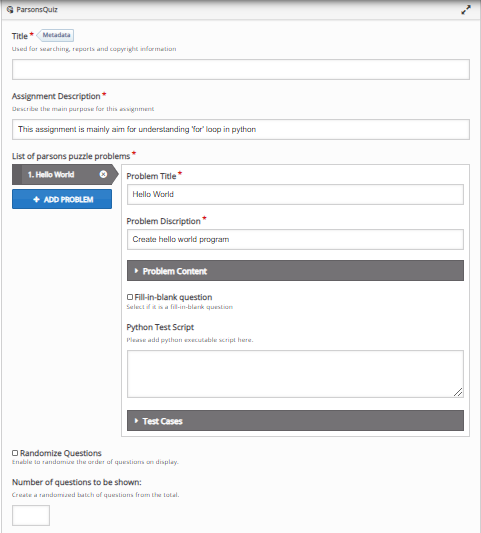 ParsonsQuiz
Title * Metadata
Used for searching, reports and copyright information
Assignment Description *
Describe the main purpose for this assignment
This assignment is mainly aim for understanding 'for' loop in python
List of parsons puzzle problems *
1. Hello World
ADD PROBLEM
Problem Title *
Hello World
Problem Discription *
Create hello world program
Problem Content
Fill-in-blank question
Select if it is a fill-in-blank question
Python Test Script
Please add python executable script here.
Test Cases
Randomize Questions
Enable to randomize the order of questions on display.
Number of questions to be shown:
Create a randomized batch of questions from the total.